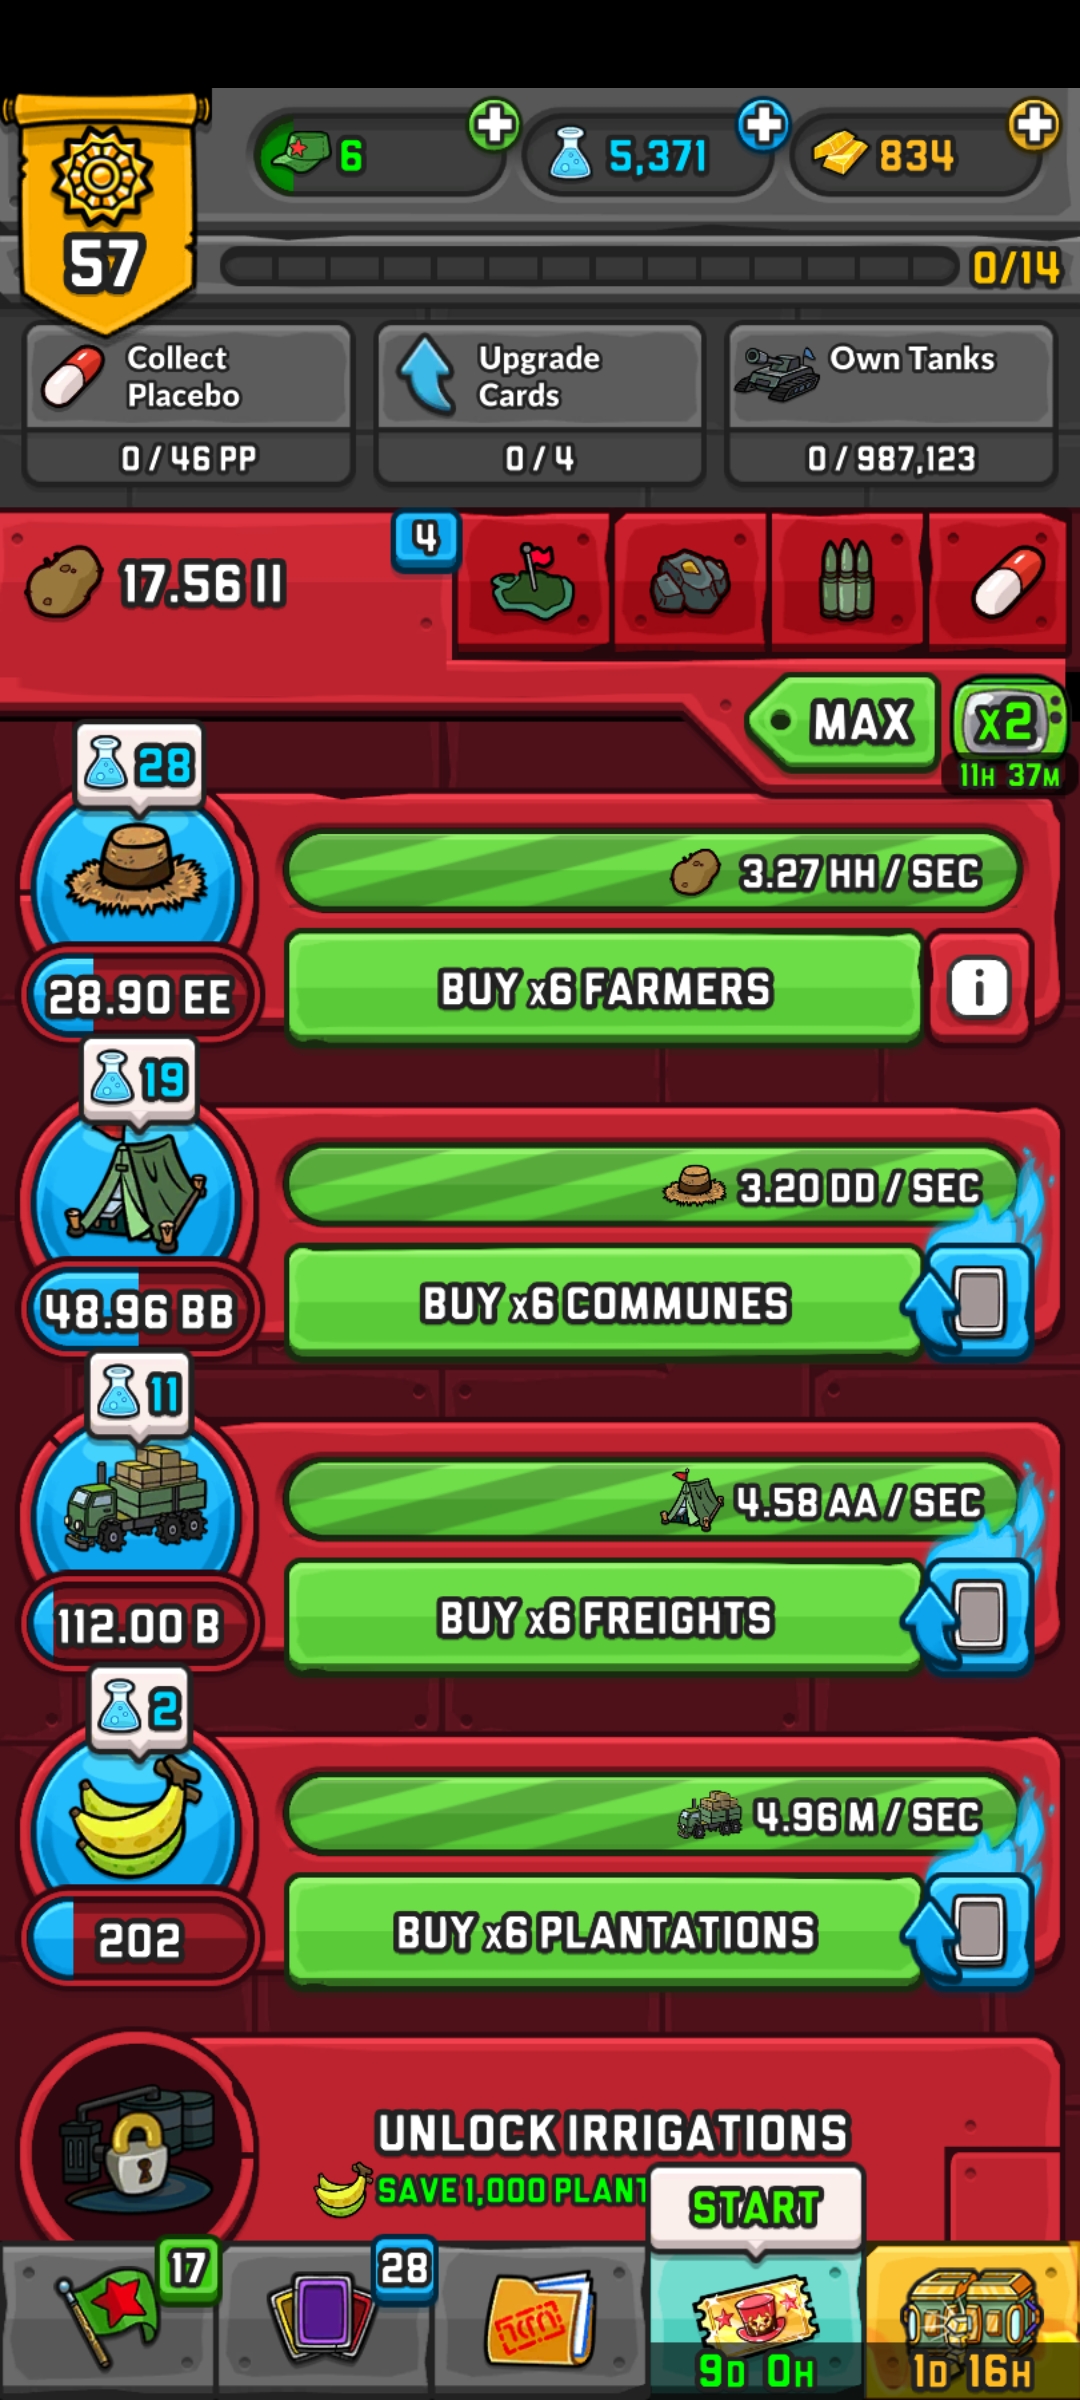 57
6
5,371
834
0/14
Collect
Placebo
0 / 46 PP
Upgrade
Cards
0 / 4
Own Tanks
0 / 987,123
17.56 II
4
MAX
x2
11H 37M
28
3.27 HH / SEC
28.90 EE
BUY x6 FARMERS
i
19
3.20 DD / SEC
48.96 BB
BUY x6 COMMUNES
11
4.58 AA / SEC
112.00 B
BUY x6 FREIGHTS
2
4.96 M / SEC
202
BUY x6 PLANTATIONS
UNLOCK IRRIGATIONS
SAVE 1,000 PLANT
START
17
28
9D 0H
1D 16H